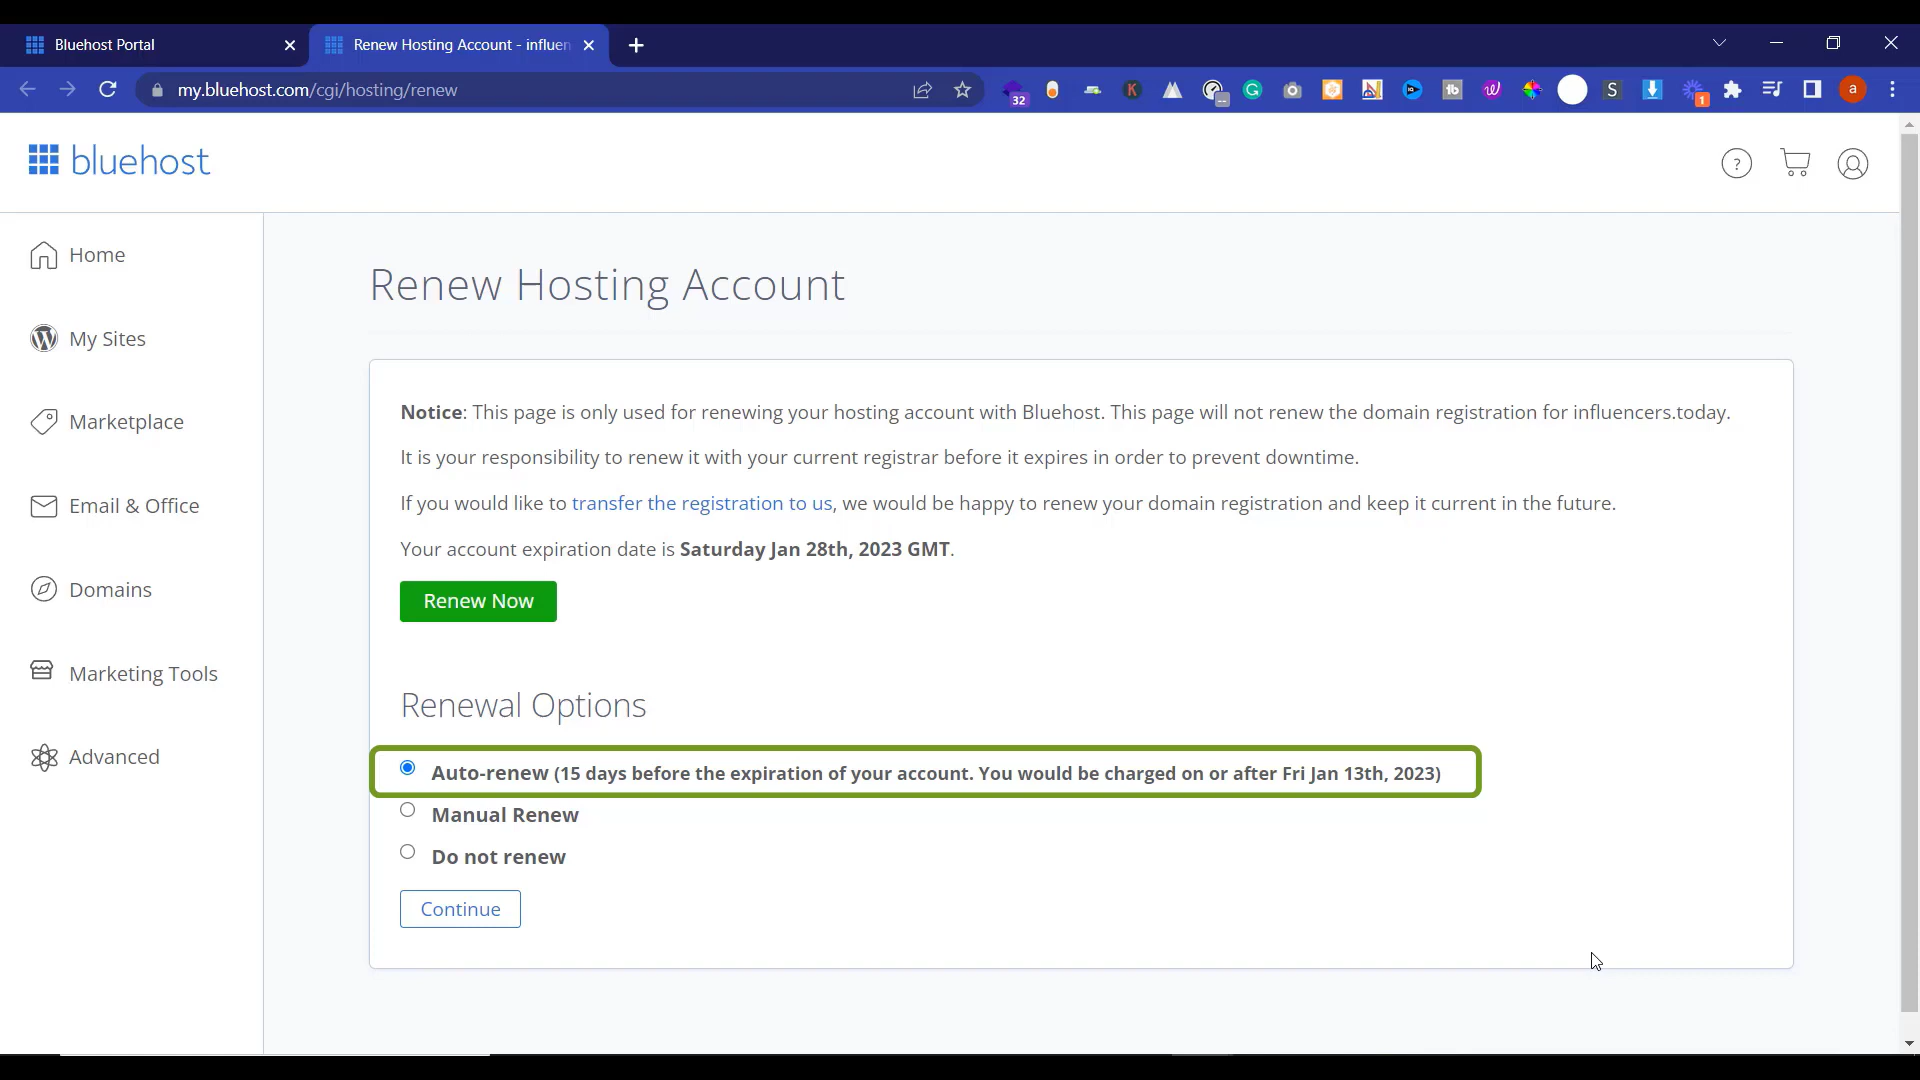 Bluehost Portal
Renew Hosting Account - influen
my.bluehost.com/cgi/hosting/renew
32
K
G
tb
S
1
a
bluehost
?
Home
My Sites
Marketplace
Email & Office
Domains
Marketing Tools
Advanced
Renew Hosting Account
Notice: This page is only used for renewing your hosting account with Bluehost. This page will not renew the domain registration for influencers.today.
It is your responsibility to renew it with your current registrar before it expires in order to prevent downtime.
If you would like to transfer the registration to us, we would be happy to renew your domain registration and keep it current in the future.
Your account expiration date is Saturday Jan 28th, 2023 GMT.
Renew Now
Renewal Options
Auto-renew (15 days before the expiration of your account. You would be charged on or after Fri Jan 13th, 2023)
Manual Renew
Do not renew
Continue